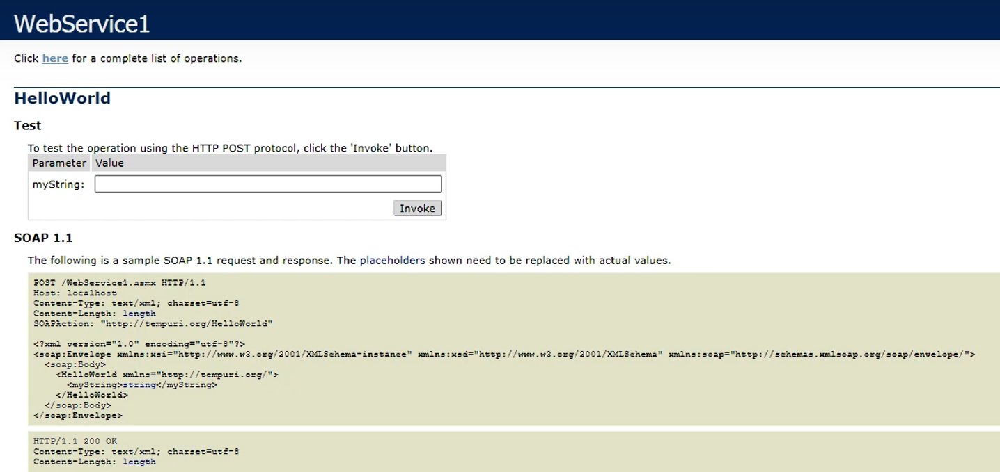 WebService1
Click here for a complete list of operations.
HelloWorld
Test
To test the operation using the HTTP POST protocol, click the 'Invoke' button.
Parameter Value
myString:
Invoke
SOAP 1.1
The following is a sample SOAP 1.1 request and response. The placeholders shown need to be replaced with actual values.
POST /WebService1.asmx HTTP/1.1
Host: localhost
Content-Type: text/xml; charset=utf-8
Content-Length: length
SOAPAction: "http://tempuri.org/HelloWorld"
<?xml version="1.0" encoding="utf-8"?>
<soap:Envelope xmlns:xsi="http://www.w3.org/2001/XMLSchema-instance" xmlns:xsd="http://www.w3.org/2001/XMLSchema" xmlns:soap="http://schemas.xmlsoap.org/soap/envelope/">
<soap:Body>
<HelloWorld xmlns="http://tempuri.org/">
<myString>string</myString>
</HelloWorld>
</soap:Body>
</soap:Envelope>
HTTP/1.1 200 OK
Content-Type: text/xml; charset=utf-8
Content-Length: length